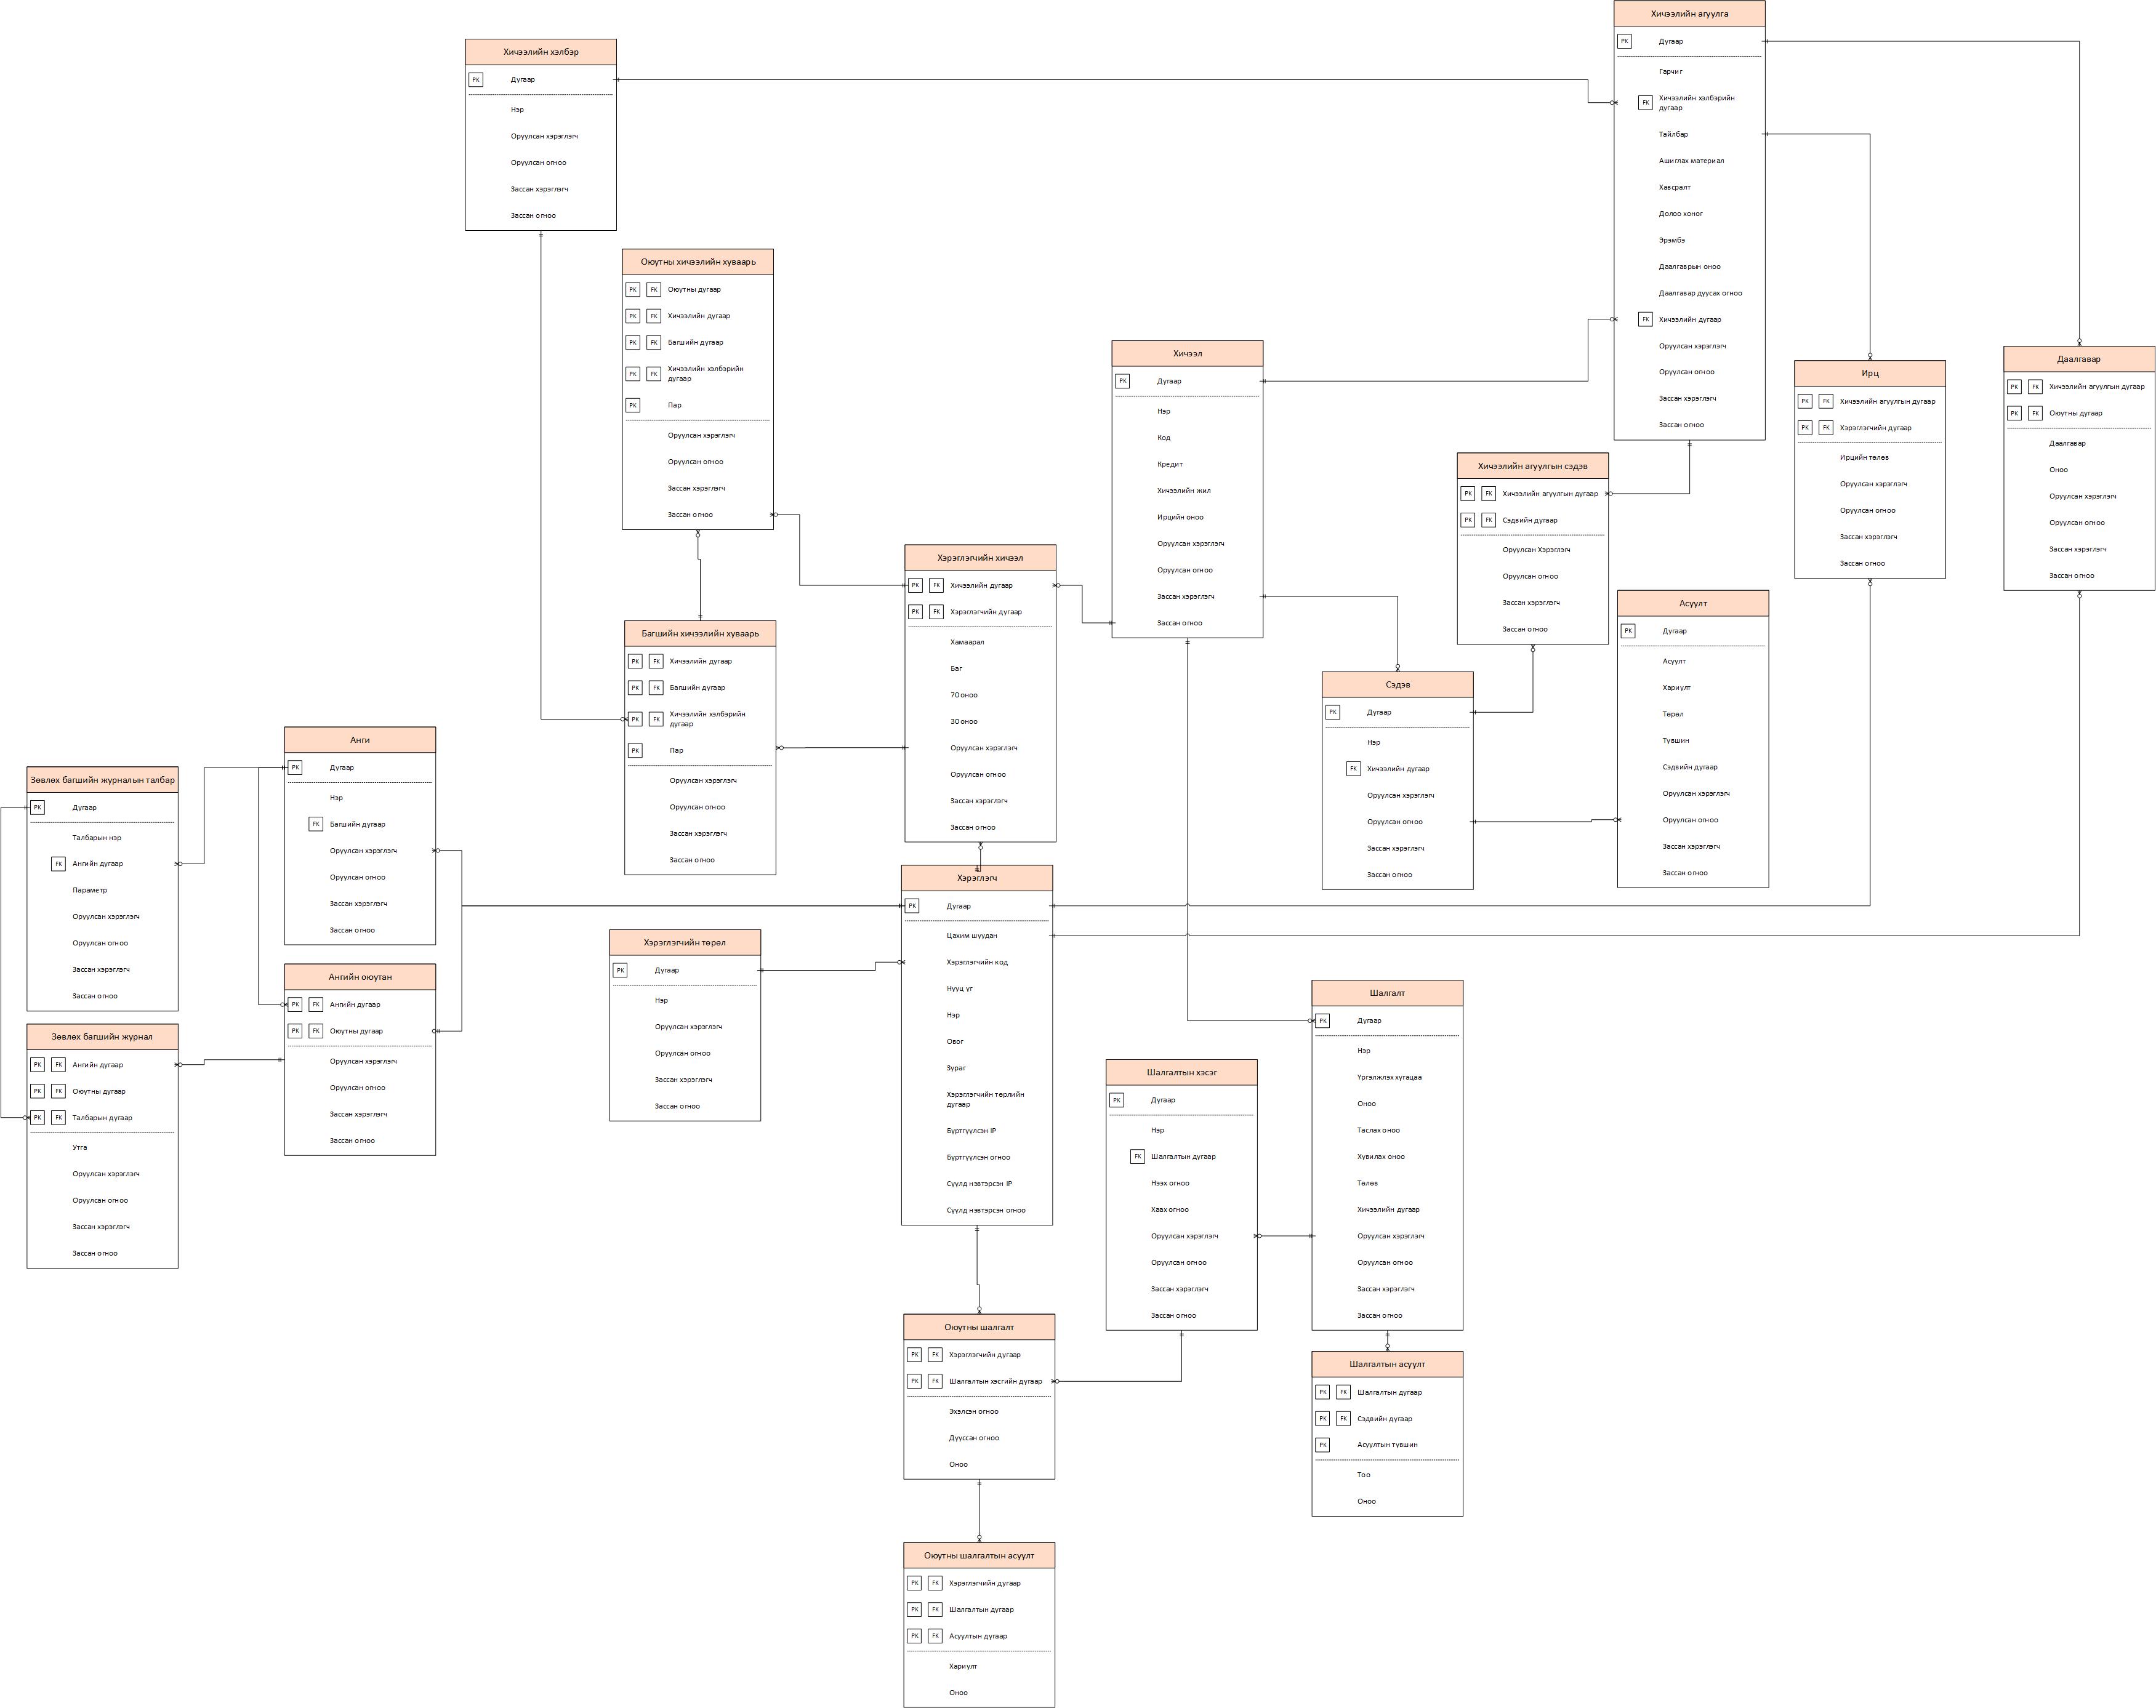 Хичээлийн агуулга
PK Дугаар
Гарчиг
FK Хичээлийн хэлбэрийн
дугаар
Тайлбар
Ашиглах материал
Хавсралт
Долоо хоног
Эрэмбэ
Даалгаврын оноо
Даалгавар дуусах огноо
FK Хичээлийн дугаар
Оруулсан хэрэглэгч
Оруулсан огноо
Зассан хэрэглэгч
Зассан огноо
Хичээлийн хэлбэр
PK Дугаар
Нэр
Оруулсан хэрэглэгч
Оруулсан огноо
Зассан хэрэглэгч
Зассан огноо
Оюутны хичээлийн хуваарь
PK FK Оюутны дугаар
PK FK Хичээлийн дугаар
PK FK Багшийн дугаар
PK FK Хичээлийн хэлбэрийн
дугаар
PK Пар
Оруулсан хэрэглэгч
Оруулсан огноо
Зассан хэрэглэгч
Зассан огноо
Хичээл
PK Дугаар
Нэр
Код
Кредит
Хичээлийн жил
Ирцийн оноо
Оруулсан хэрэглэгч
Оруулсан огноо
Зассан хэрэглэгч
Зассан огноо
Ирц
PK FK Хичээлийн агуулгын дугаар
PK FK Хэрэглэгчийн дугаар
Ирцийн төлөв
Оруулсан хэрэглэгч
Оруулсан огноо
Зассан хэрэглэгч
Зассан огноо
Даалгавар
PK FK Хичээлийн агуулгын дугаар
PK FK Оюутны дугаар
Даалгавар
Оноо
Оруулсан хэрэглэгч
Оруулсан огноо
Зассан хэрэглэгч
Зассан огноо
Хичээлийн агуулгын сэдэв
PK FK Хичээлийн агуулгын дугаар
PK FK Сэдвийн дугаар
Оруулсан Хэрэглэгч
Оруулсан огноо
Зассан хэрэглэгч
Зассан огноо
Хэрэглэгчийн хичээл
PK FK Хичээлийн дугаар
PK FK Хэрэглэгчийн дугаар
Хамаарал
Баг
70 оноо
30 оноо
Оруулсан хэрэглэгч
Оруулсан огноо
Зассан хэрэглэгч
Зассан огноо
Асуулт
PK Дугаар
Асуулт
Хариулт
Төрөл
Түвшин
Сэдвийн дугаар
Оруулсан хэрэглэгч
Оруулсан огноо
Зассан хэрэглэгч
Зассан огноо
Багшийн хичээлийн хуваарь
PK FK Хичээлийн дугаар
PK FK Багшийн дугаар
PK FK Хичээлийн хэлбэрийн
дугаар
PK Пар
Оруулсан хэрэглэгч
Оруулсан огноо
Зассан хэрэглэгч
Зассан огноо
Сэдэв
PK Дугаар
Нэр
FK Хичээлийн дугаар
Оруулсан хэрэглэгч
Оруулсан огноо
Зассан хэрэглэгч
Зассан огноо
Анги
PK Дугаар
Нэр
FK Багшийн дугаар
Оруулсан хэрэглэгч
Оруулсан огноо
Зассан хэрэглэгч
Зассан огноо
Зөвлөх багшийн журналын талбар
PK Дугаар
Талбарын нэр
FK Ангийн дугаар
Параметр
Оруулсан хэрэглэгч
Оруулсан огноо
Зассан хэрэглэгч
Зассан огноо
Хэрэглэгч
PK Дугаар
Цахим шуудан
Хэрэглэгчийн код
Нууц үг
Нэр
Овог
Зураг
Хэрэглэгчийн төрлийн
дугаар
Бүртгүүлсэн IP
Бүртгүүлсэн огноо
Сүүлд нэвтэрсэн IP
Сүүлд нэвтэрсэн огноо
Хэрэглэгчийн төрөл
PK Дугаар
Нэр
Оруулсан хэрэглэгч
Оруулсан огноо
Зассан хэрэглэгч
Зассан огноо
Ангийн оюутан
PK FK Ангийн дугаар
PK FK Оюутны дугаар
Оруулсан хэрэглэгч
Оруулсан огноо
Зассан хэрэглэгч
Зассан огноо
Зөвлөх багшийн журнал
PK FK Ангийн дугаар
PK FK Оюутны дугаар
PK FK Талбарын дугаар
Утга
Оруулсан хэрэглэгч
Оруулсан огноо
Зассан хэрэглэгч
Зассан огноо
Шалгалт
PK Дугаар
Нэр
Үргэлжлэх хугацаа
Оноо
Таслах оноо
Хувилах оноо
Төлөв
Хичээлийн дугаар
Оруулсан хэрэглэгч
Оруулсан огноо
Зассан хэрэглэгч
Зассан огноо
Шалгалтын хэсэг
PK Дугаар
Нэр
FK Шалгалтын дугаар
Нээх огноо
Хаах огноо
Оруулсан хэрэглэгч
Оруулсан огноо
Зассан хэрэглэгч
Зассан огноо
Оюутны шалгалт
PK FK Хэрэглэгчийн дугаар
PK FK Шалгалтын хэсгийн дугаар
Эхэлсэн огноо
Дууссан огноо
Оноо
Шалгалтын асуулт
PK FK Шалгалтын дугаар
PK FK Сэдвийн дугаар
PK Асуултын түвшин
Тоо
Оноо
Оюутны шалгалтын асуулт
PK FK Хэрэглэгчийн дугаар
PK FK Шалгалтын дугаар
PK FK Асуултын дугаар
Хариулт
Оноо